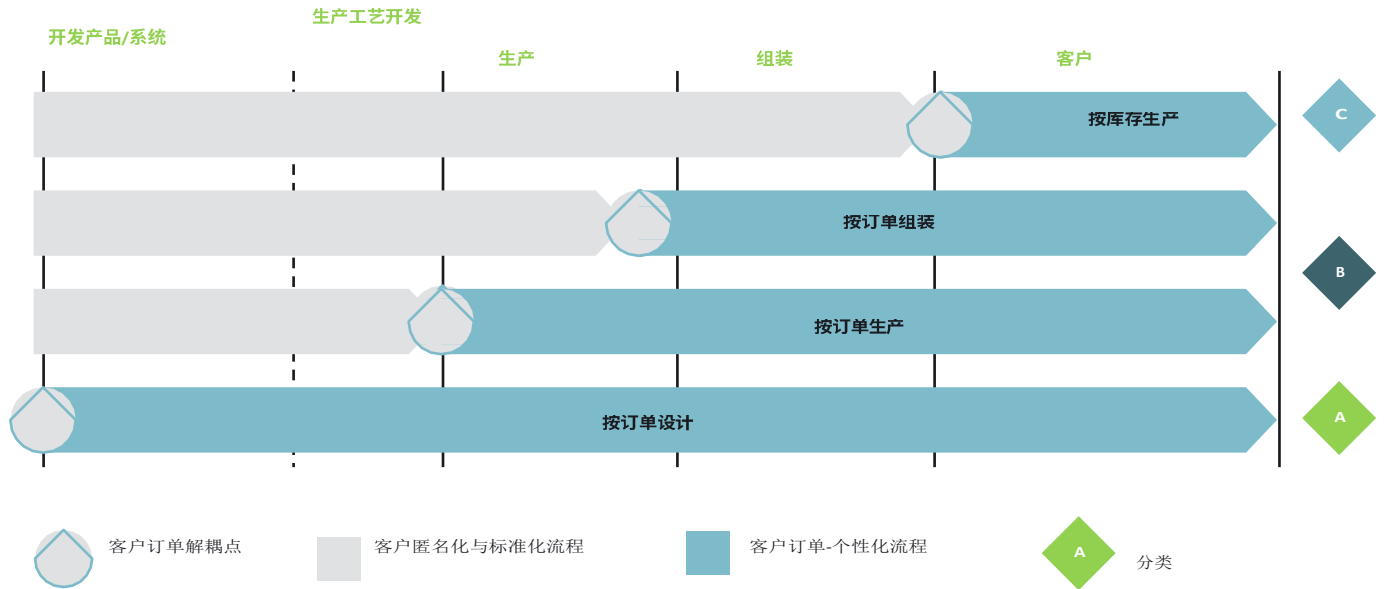 生产工艺开发
开发产品/系统
生产
组装
客户
按库存生产
C
按订单组装
B
按订单生产
按订单设计
A
客户订单解耦点
客户匿名化与标准化流程
客户订单-个性化流程
A
分类